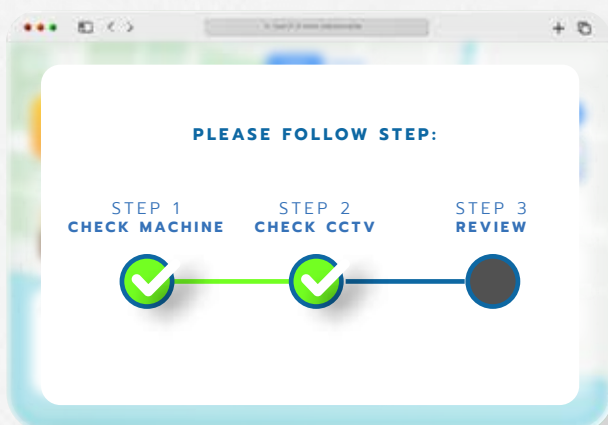 PLEASE FOLLOW STEP:
STEP 1
CHECK MACHINE
STEP 2
CHECK CCTV
STEP 3
REVIEW